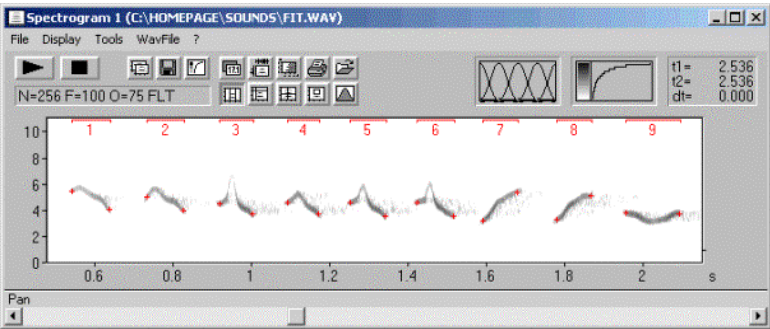 Spectrogram 1 (C:\HOMEPAGE\SOUNDS\FIT.WAV)
File Display Tools WavFile ?
t1= 2.536
t2= 2.536
dt= 0.000
N=256 F=100 O=75 FLT
1 2 3 4 5 6 7 8 9
10
8
6
4
2
0
0.6 0.8 1 1.2 1.4 1.6 1.8 2 s
Pan